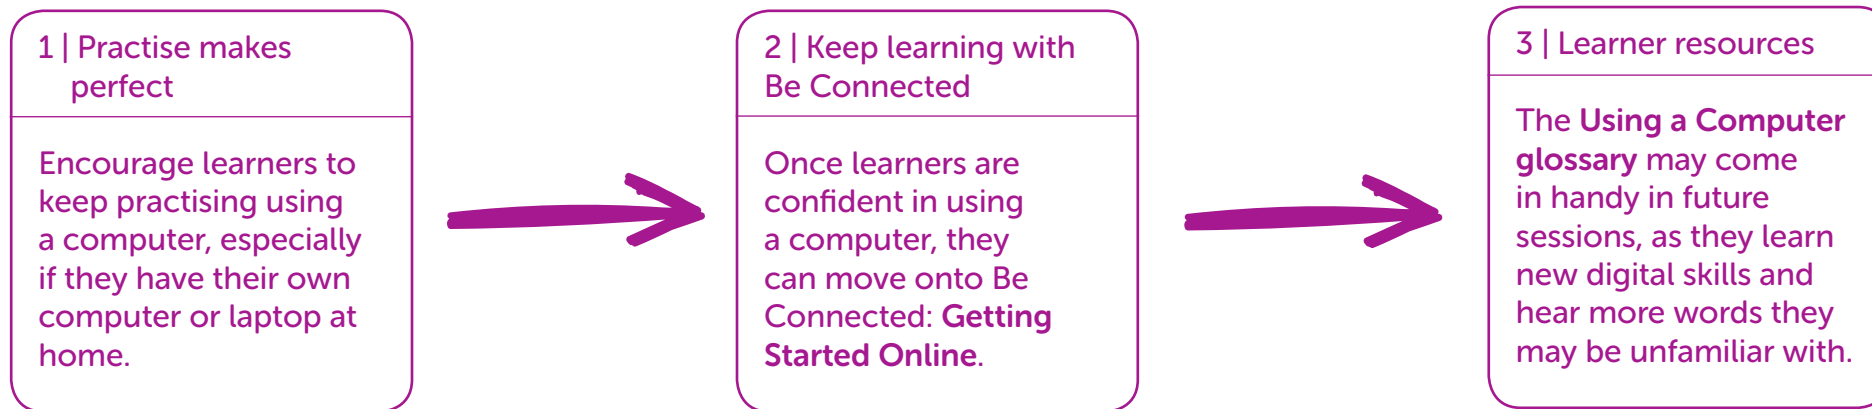 1 | Practise makes
perfect
Encourage learners to
keep practising using
a computer, especially
if they have their own
computer or laptop at
home.
2 | Keep learning with
Be Connected
Once learners are
confident in using
a computer, they
can move onto Be
Connected: Getting
Started Online.
3 | Learner resources
The Using a Computer
glossary may come
in handy in future
sessions, as they learn
new digital skills and
hear more words they
may be unfamiliar with.